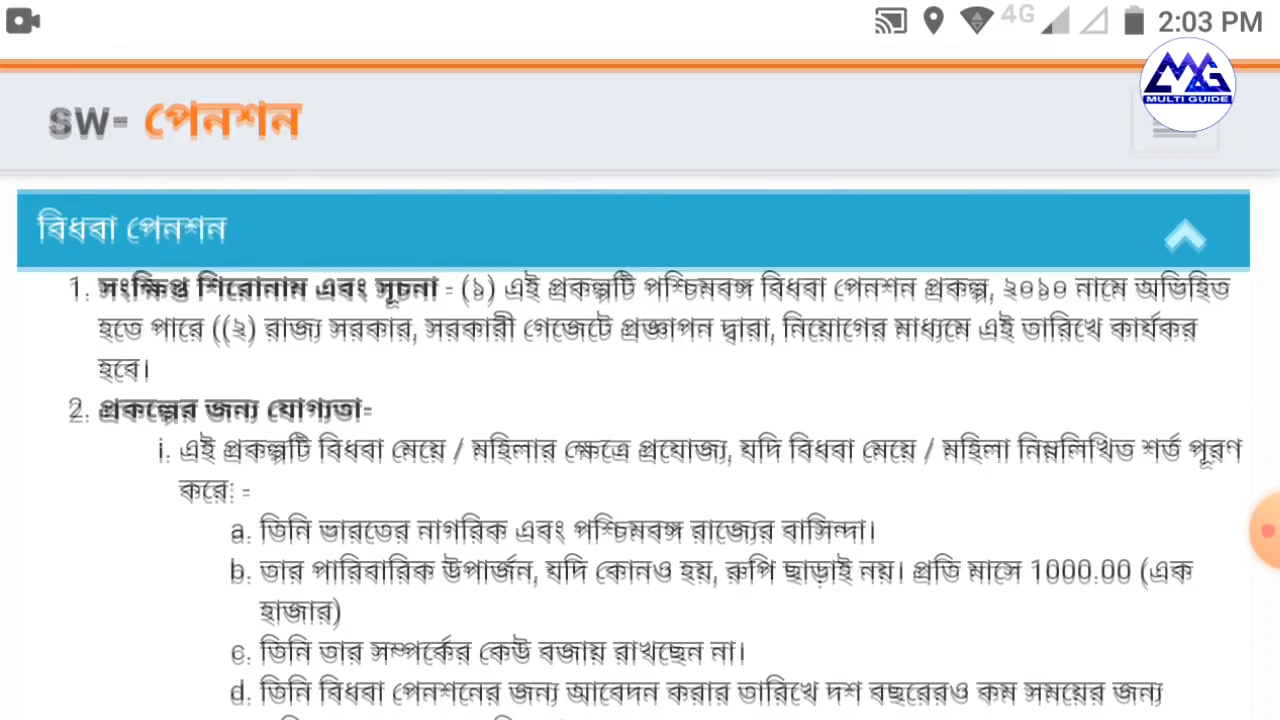 4G 2:03 PM
MG
MULTI GUIDE
sw- পেনশন
বিধবা পেনশন
1. সংক্ষিপ্ত শিরোনাম এবং সূচনা - (১) এই প্রকল্পটি পশ্চিমবঙ্গ বিধবা পেনশন প্রকল্প, ২০১০ নামে অভিহিত
হতে পারে ((২) রাজ্য সরকার, সরকারী গেজেটে প্রজ্ঞাপন দ্বারা, নিয়োগের মাধ্যমে এই তারিখে কার্যকর
হবে।
2. প্রকল্পের জন্য যোগ্যতা-
i. এই প্রকল্পটি বিধবা মেয়ে / মহিলার ক্ষেত্রে প্রযোজ্য, যদি বিধবা মেয়ে / মহিলা নিম্নলিখিত শর্ত পূরণ
করে: -
a. তিনি ভারতের নাগরিক এবং পশ্চিমবঙ্গ রাজ্যের বাসিন্দা।
b. তার পারিবারিক উপার্জন, যদি কোনও হয়, রুপি ছাড়াই নয়। প্রতি মাসে 1000.00 (এক
হাজার)
c. তিনি তার সম্পর্কের কেউ বজায় রাখছেন না।
d. তিনি বিধবা পেনশনের জন্য আবেদন করার তারিখে দশ বছরেরও কম সময়ের জন্য